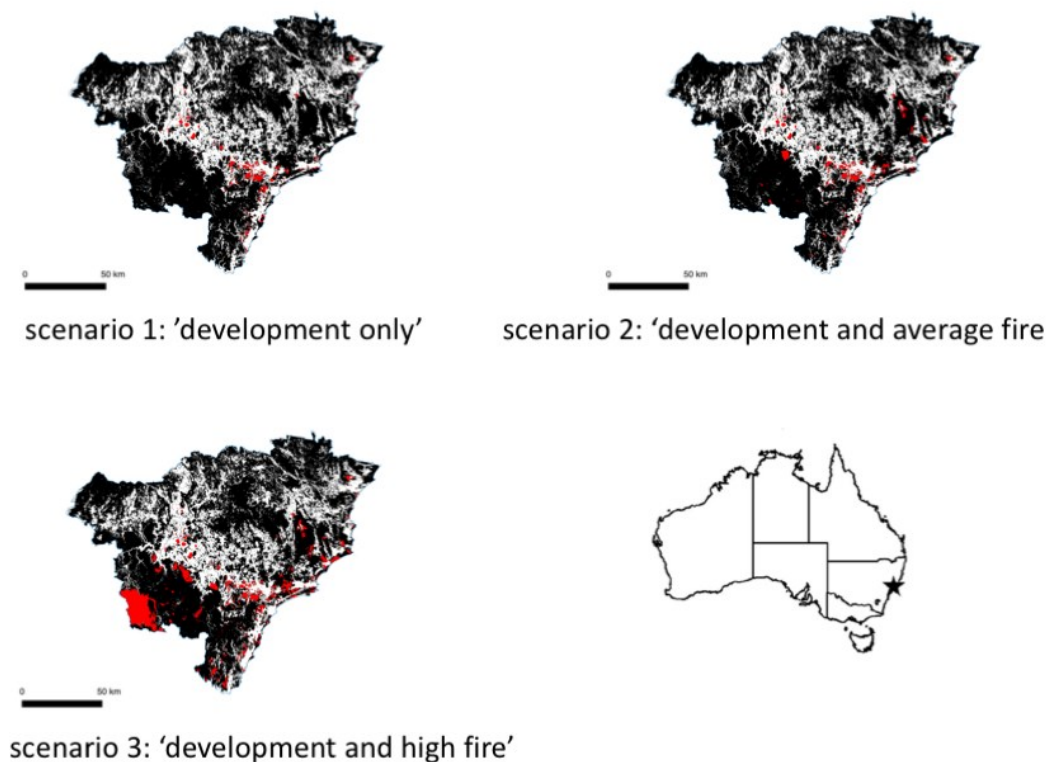 0 50 km
0 50 km
scenario 1: ’development only’
scenario 2: ‘development and average fire
0 50 km
scenario 3: ‘development and high fire’